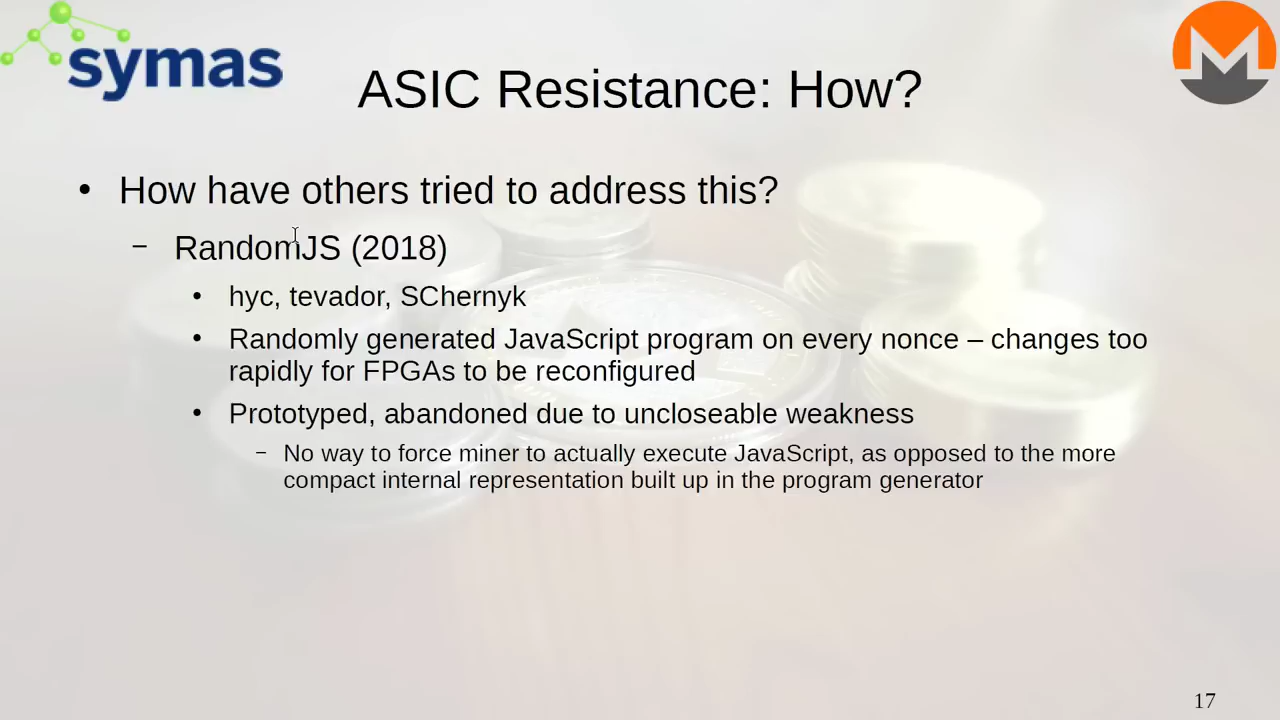 symas
ASIC Resistance: How?
• How have others tried to address this?
– RandomJS (2018)
• hyc, tevador, SChernyk
• Randomly generated JavaScript program on every nonce – changes too
rapidly for FPGAs to be reconfigured
• Prototyped, abandoned due to uncloseable weakness
– No way to force miner to actually execute JavaScript, as opposed to the more
compact internal representation built up in the program generator
17